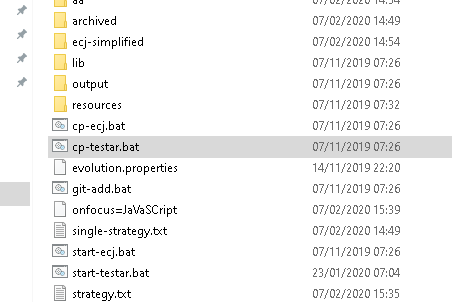 aa 07/02/2020 14:54
archived 07/02/2020 14:49
ecj-simplified 07/02/2020 14:54
lib 07/11/2019 07:26
output 07/11/2019 07:26
resources 07/11/2019 07:32
cp-ecj.bat 07/11/2019 07:26
cp-testar.bat 07/11/2019 07:26
evolution.properties 14/11/2019 22:20
git-add.bat 07/11/2019 07:26
onfocus=JaVaSCript 07/02/2020 15:39
single-strategy.txt 07/02/2020 14:49
start-ecj.bat 07/11/2019 07:26
start-testar.bat 23/01/2020 07:04
strategy.txt 07/02/2020 15:35